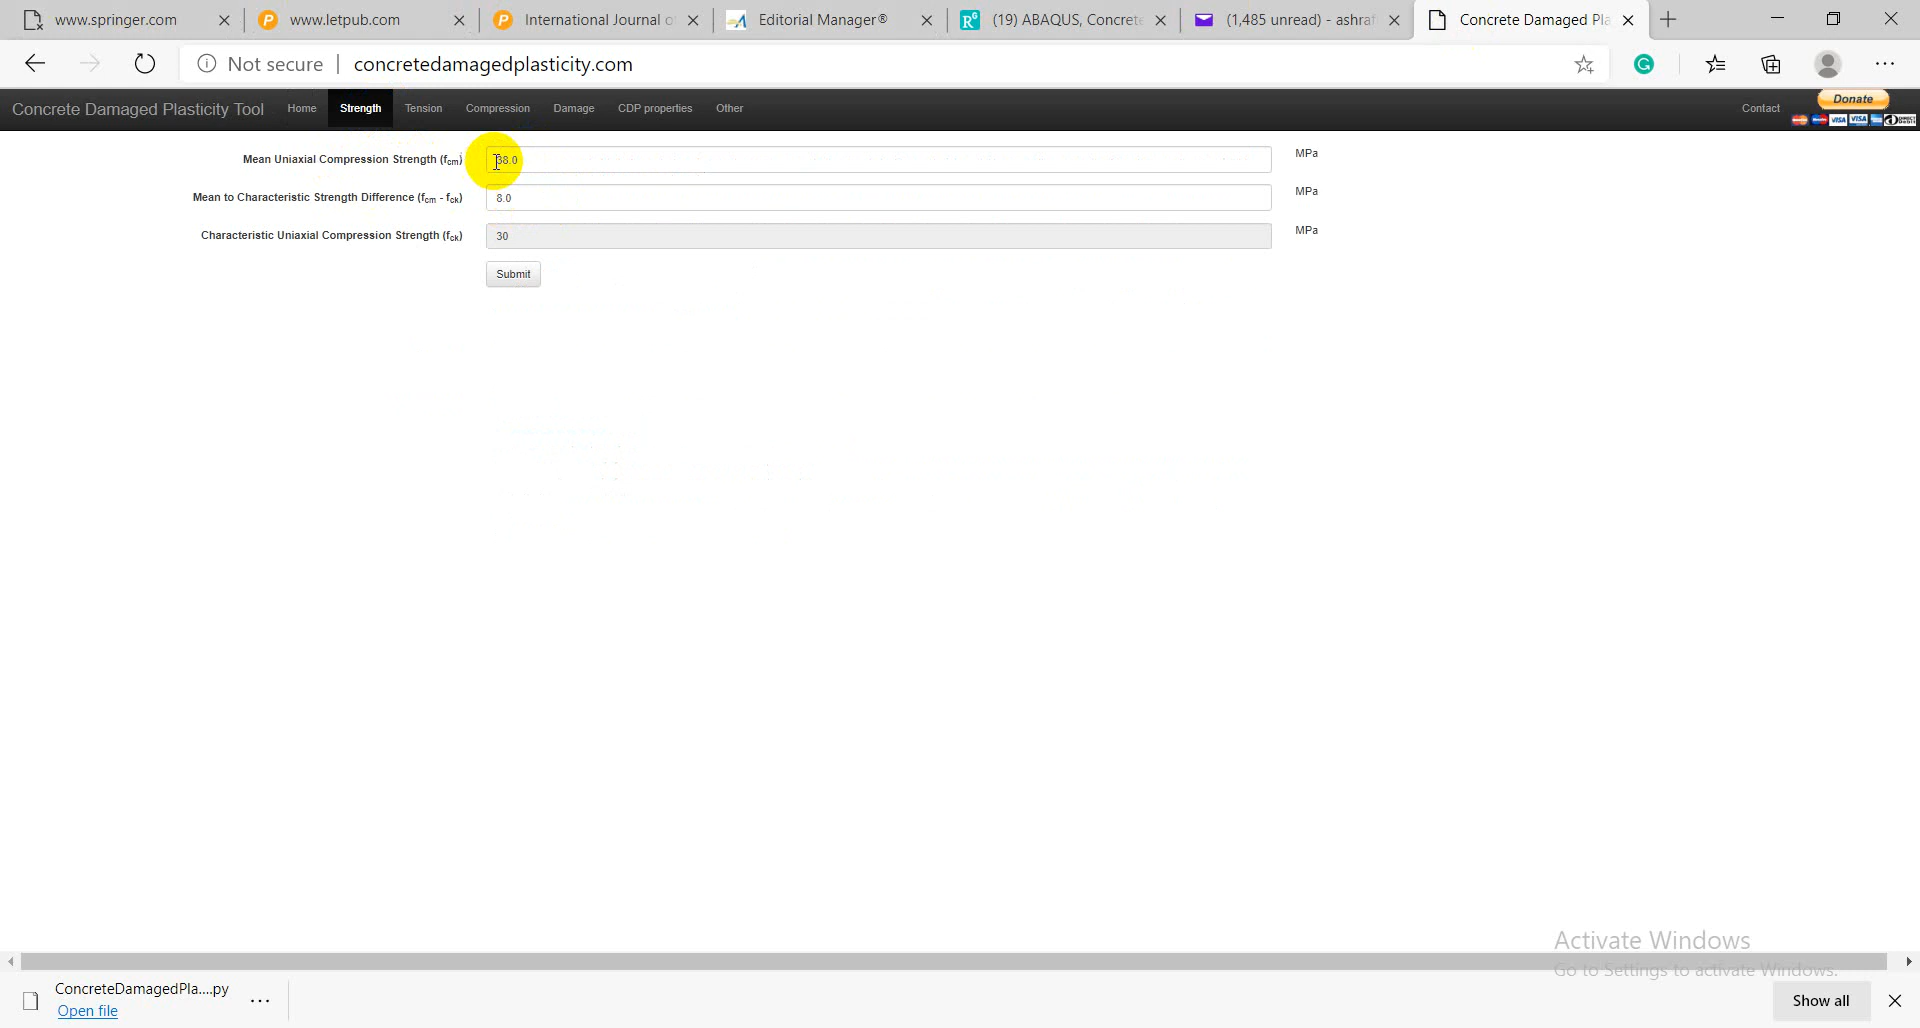 www.springer.com
www.letpub.com
International Journal o
Editorial Manager®
(19) ABAQUS, Concrete
(1,485 unread) - ashraf
Concrete Damaged Pla
Not secure | concretedamagedplasticity.com
Concrete Damaged Plasticity Tool Home Strength Tension Compression Damage CDP properties Other Contact Donate
Mean Uniaxial Compression Strength (fcm) 38.0 MPa
Mean to Characteristic Strength Difference (fcm - fck) 8.0 MPa
Characteristic Uniaxial Compression Strength (fck) 30 MPa
Submit
Activate Windows
Go to Settings to activate Windows.
ConcreteDamagedPla....py
Open file
Show all